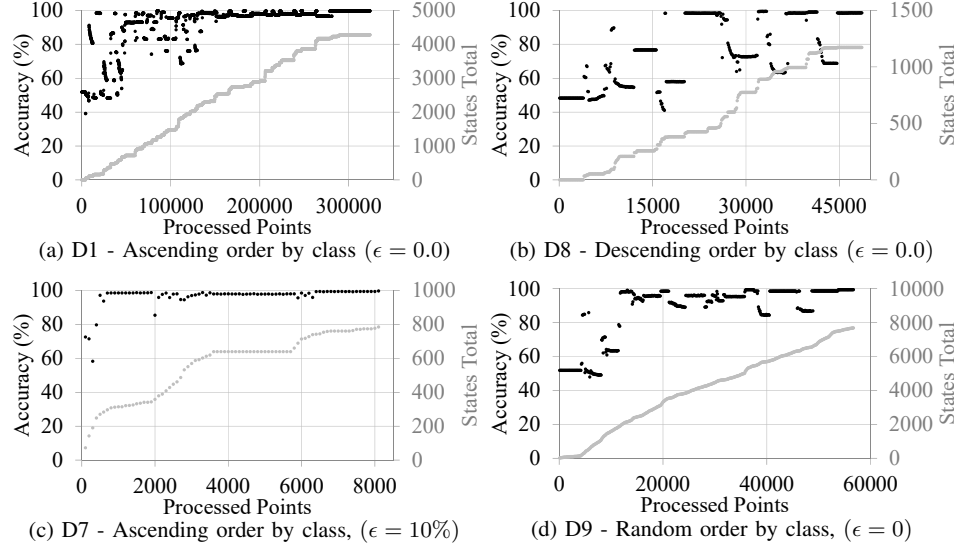 100
80
60
40
20
0
Accuracy (%)
5000
4000
3000
2000
1000
0
States Total
0 100000 200000 300000
Processed Points
(a) D1 - Ascending order by class (ϵ = 0.0)
100
80
60
40
20
0
Accuracy (%)
1500
1000
500
0
States Total
0 15000 30000 45000
Processed Points
(b) D8 - Descending order by class (ϵ = 0.0)
100
80
60
40
20
0
Accuracy (%)
1000
800
600
400
200
0
States Total
0 2000 4000 6000 8000
Processed Points
(c) D7 - Ascending order by class, (ϵ = 10%)
100
80
60
40
20
0
Accuracy (%)
10000
8000
6000
4000
2000
0
States Total
0 20000 40000 60000
Processed Points
(d) D9 - Random order by class, (ϵ = 0)